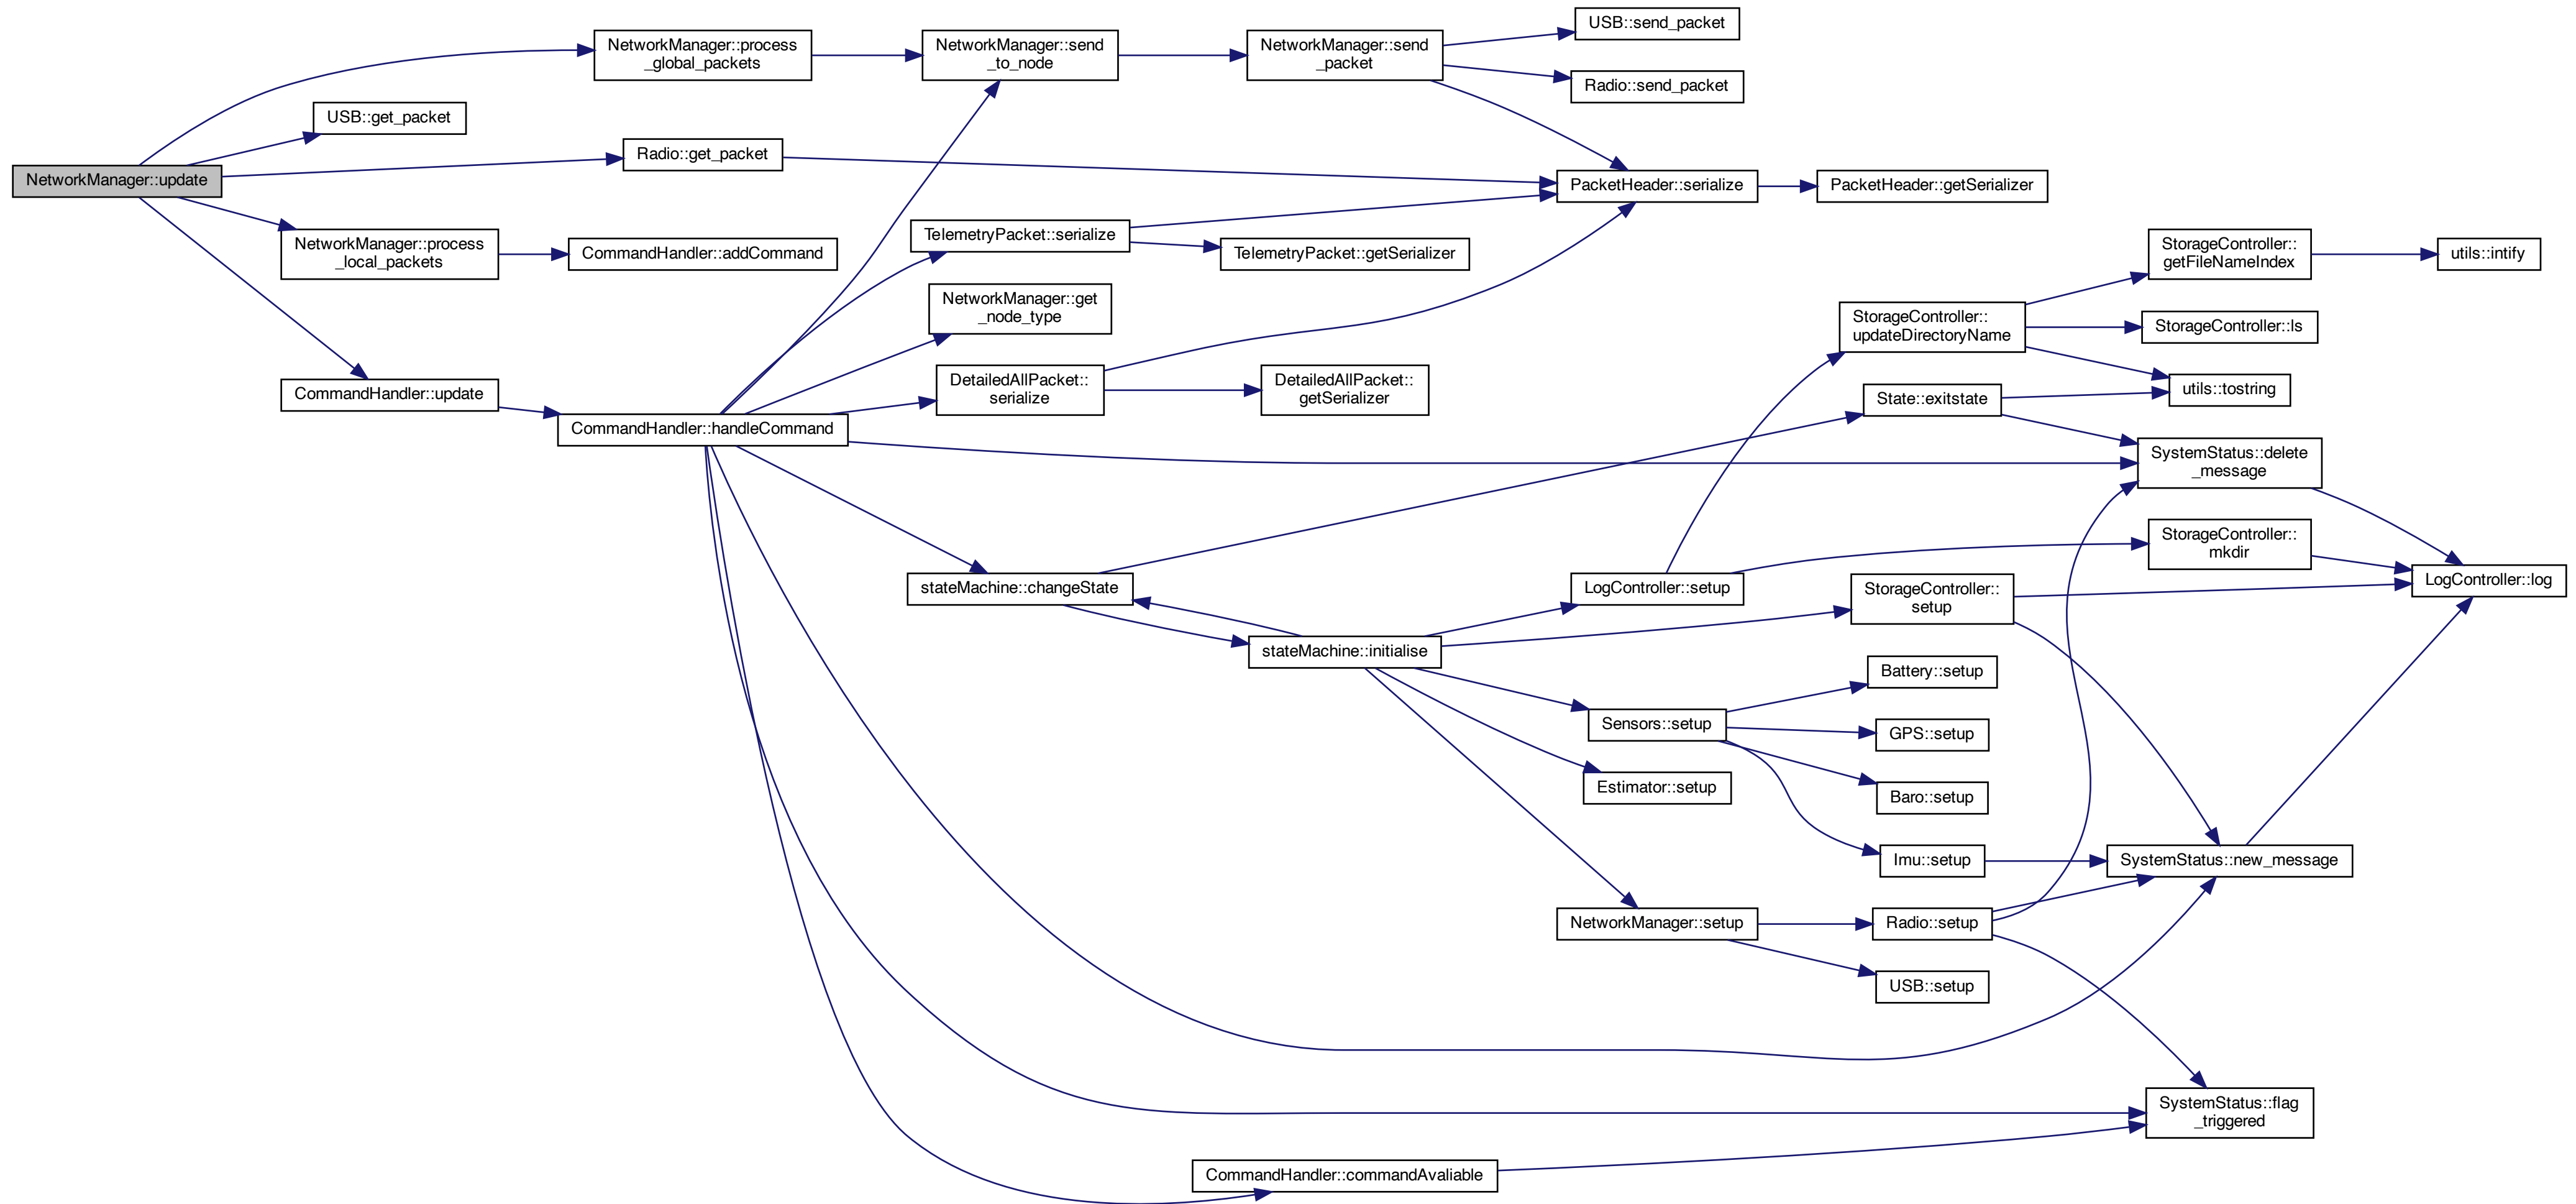 NetworkManager::update
NetworkManager::process
_global_packets
USB::get_packet
Radio::get_packet
NetworkManager::process
_local_packets
CommandHandler::update
CommandHandler::addCommand
CommandHandler::handleCommand
NetworkManager::send
_to_node
TelemetryPacket::serialize
NetworkManager::get
_node_type
DetailedAllPacket::
serialize
stateMachine::changeState
CommandHandler::commandAvaliable
NetworkManager::send
_packet
TelemetryPacket::getSerializer
DetailedAllPacket::
getSerializer
stateMachine::initialise
USB::send_packet
Radio::send_packet
PacketHeader::serialize
PacketHeader::getSerializer
LogController::setup
Sensors::setup
Estimator::setup
NetworkManager::setup
StorageController::
updateDirectoryName
State::exitstate
StorageController::
setup
Battery::setup
GPS::setup
Baro::setup
Imu::setup
Radio::setup
USB::setup
StorageController::
getFileNameIndex
StorageController::ls
utils::tostring
SystemStatus::delete
_message
StorageController::
mkdir
SystemStatus::new_message
SystemStatus::flag
_triggered
utils::intify
LogController::log